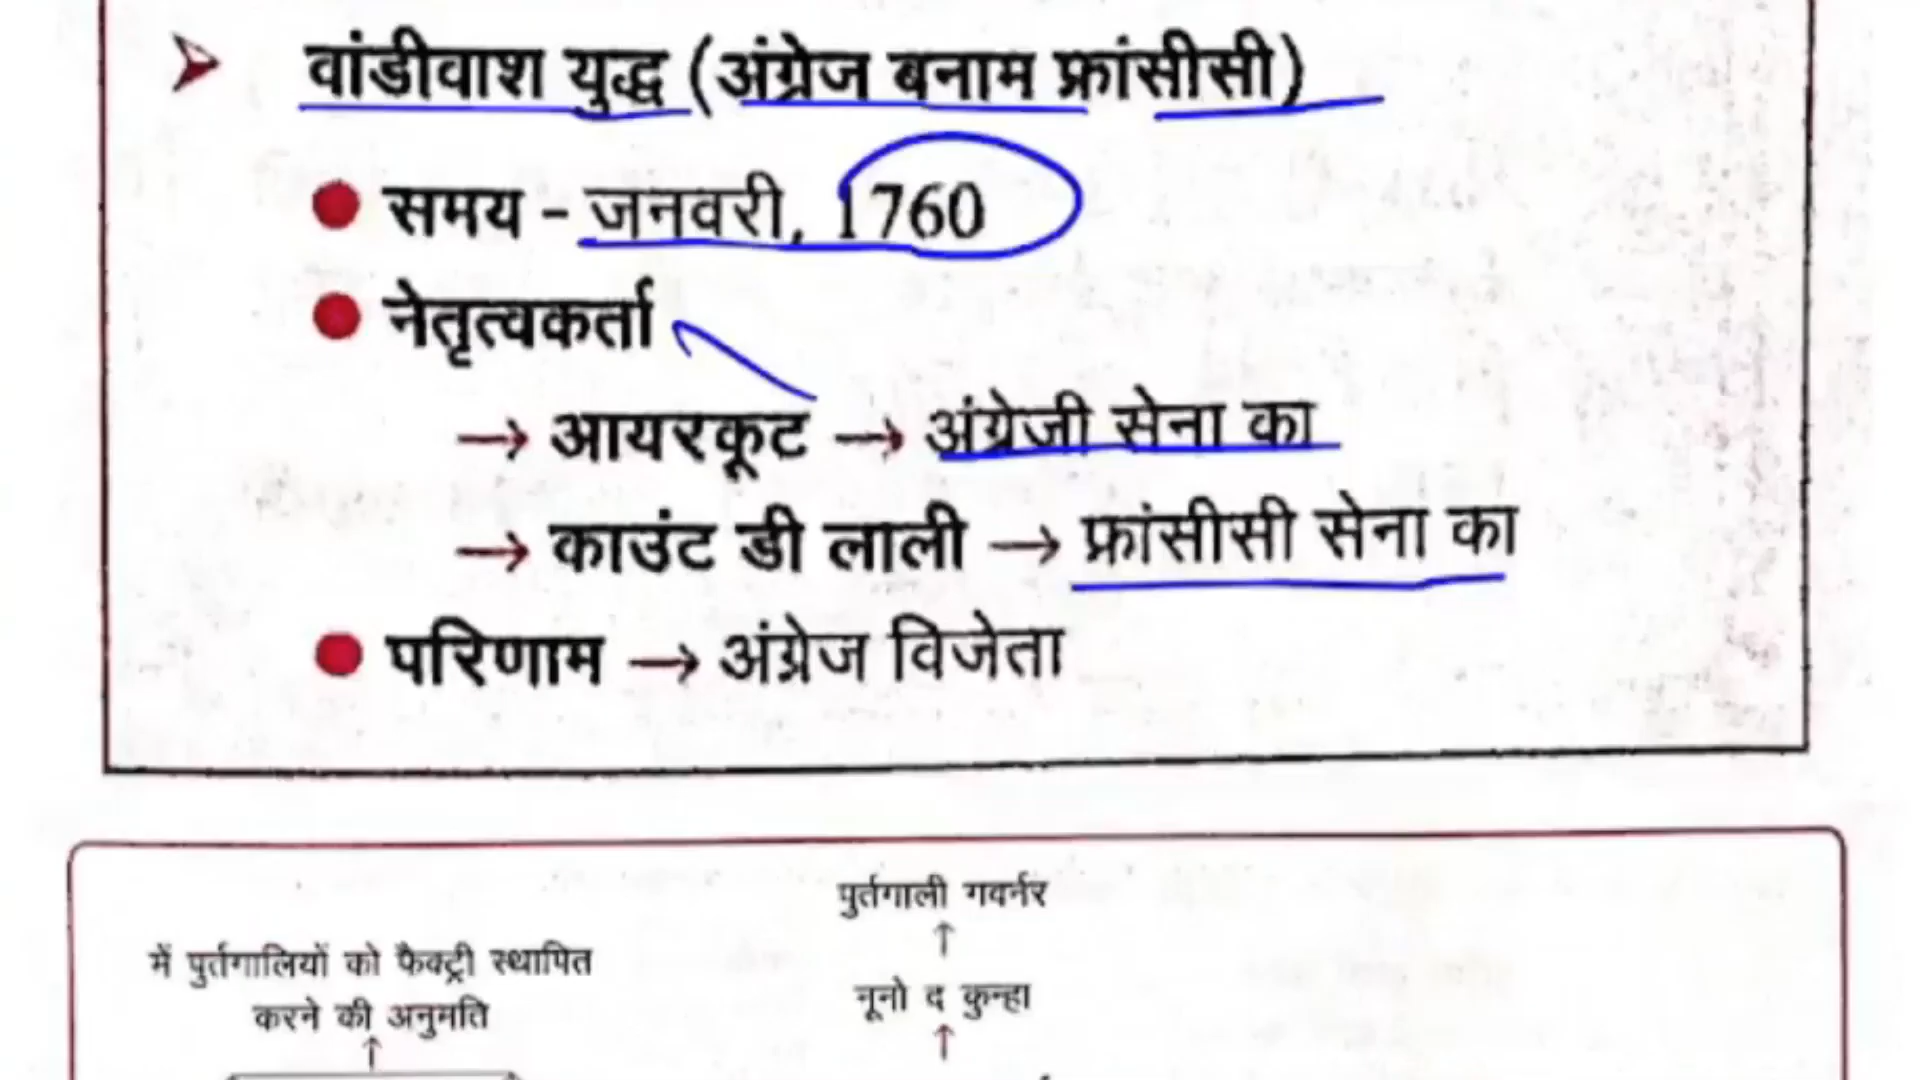 ➤ वांडीवाश युद्ध (अंग्रेज बनाम फ्रांसीसी)
● समय - जनवरी, 1760
● नेतृत्वकर्ता
→ आयरकूट → अंग्रेजी सेना का
→ काउंट डी लाली → फ्रांसीसी सेना का
● परिणाम → अंग्रेज विजेता
पुर्तगाली गवर्नर
↑
में पुर्तगालियों को फैक्ट्री स्थापित
करने की अनुमति
↑
नूनो द कुन्हा
↑